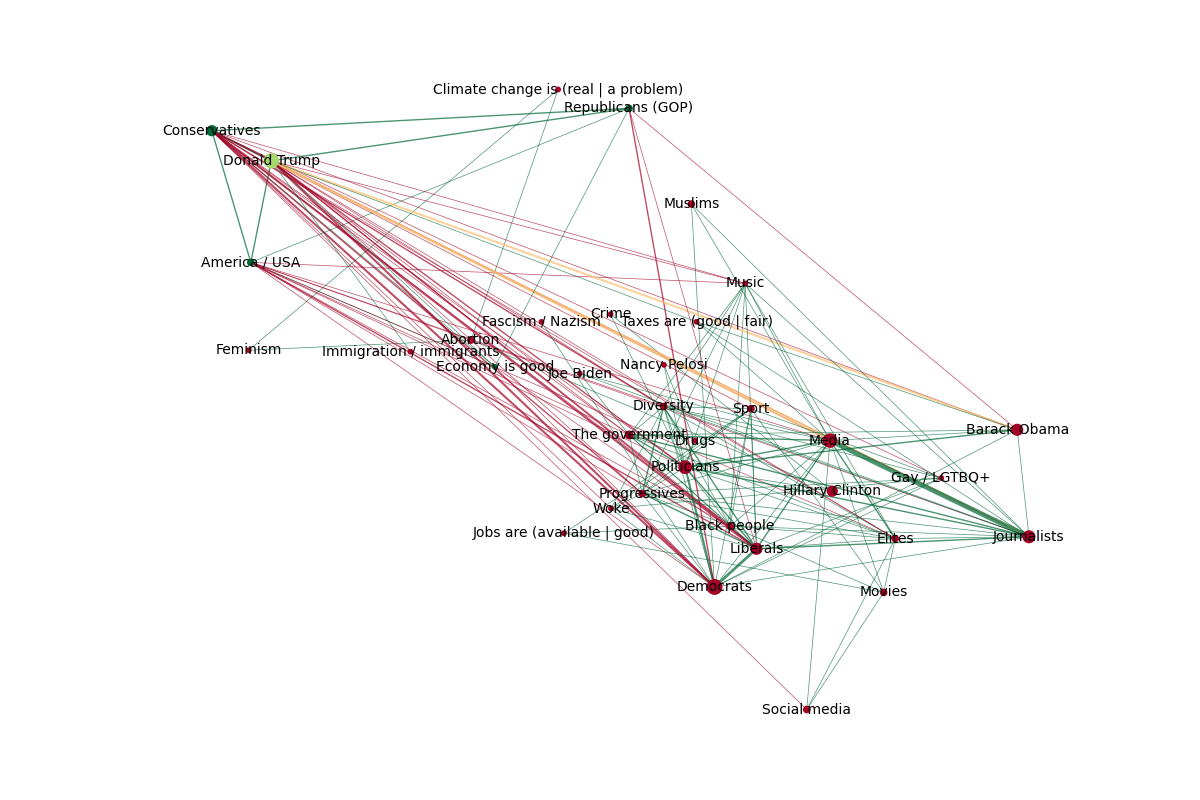 Climate change is (real | a problem)
Republicans (GOP)
Conservatives
Donald Trump
Muslims
America / USA
Music
Crime
Fascism / Nazism
Taxes are (good | fair)
Abortion
Feminism
Immigration / immigrants
Economy is good
Nancy Pelosi
Joe Biden
Diversity
Sport
Barack Obama
The government
Drugs
Media
Politicians
Gay / LGTBQ+
Progressives
Hillary Clinton
Woke
Black people
Jobs are (available | good)
Journalists
Elites
Liberals
Democrats
Movies
Social media